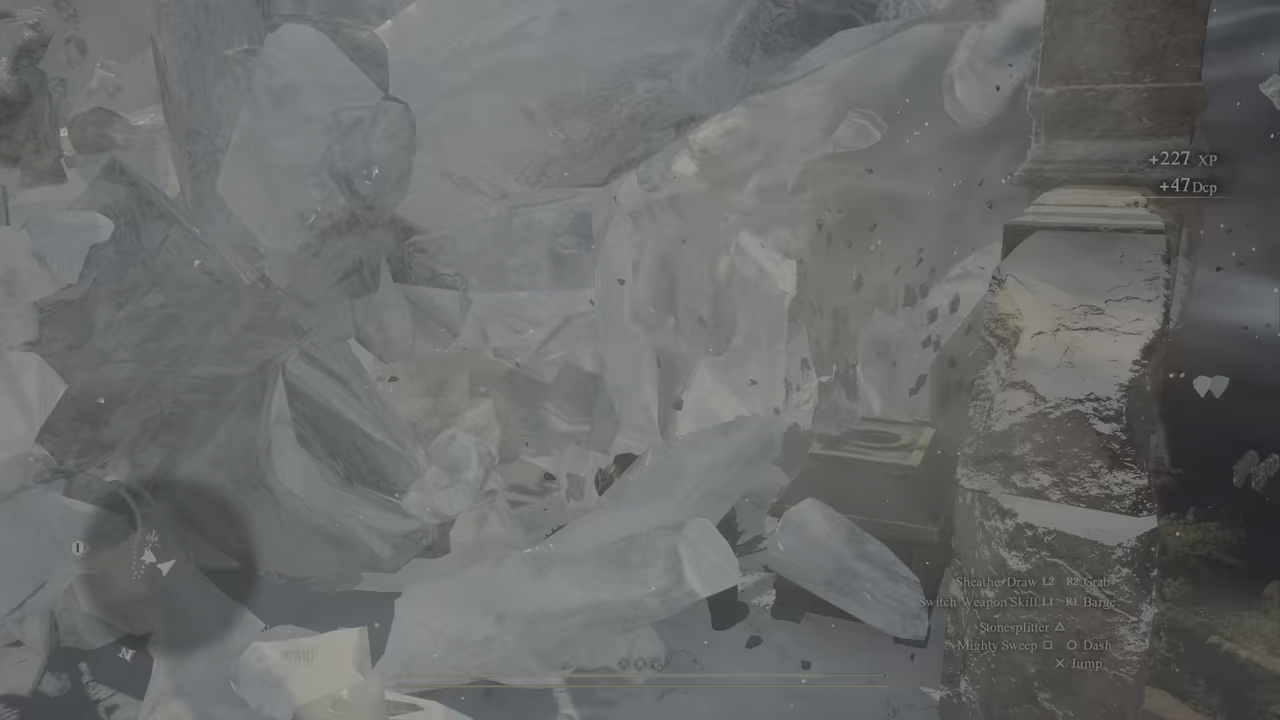 +227 XP
+47 Dcp
I
N
Sheathe/Draw L2 R2 Grab
Switch Weapon Skill L1 R1 Barge
Stonesplitter
Mighty Sweep Dash
Jump